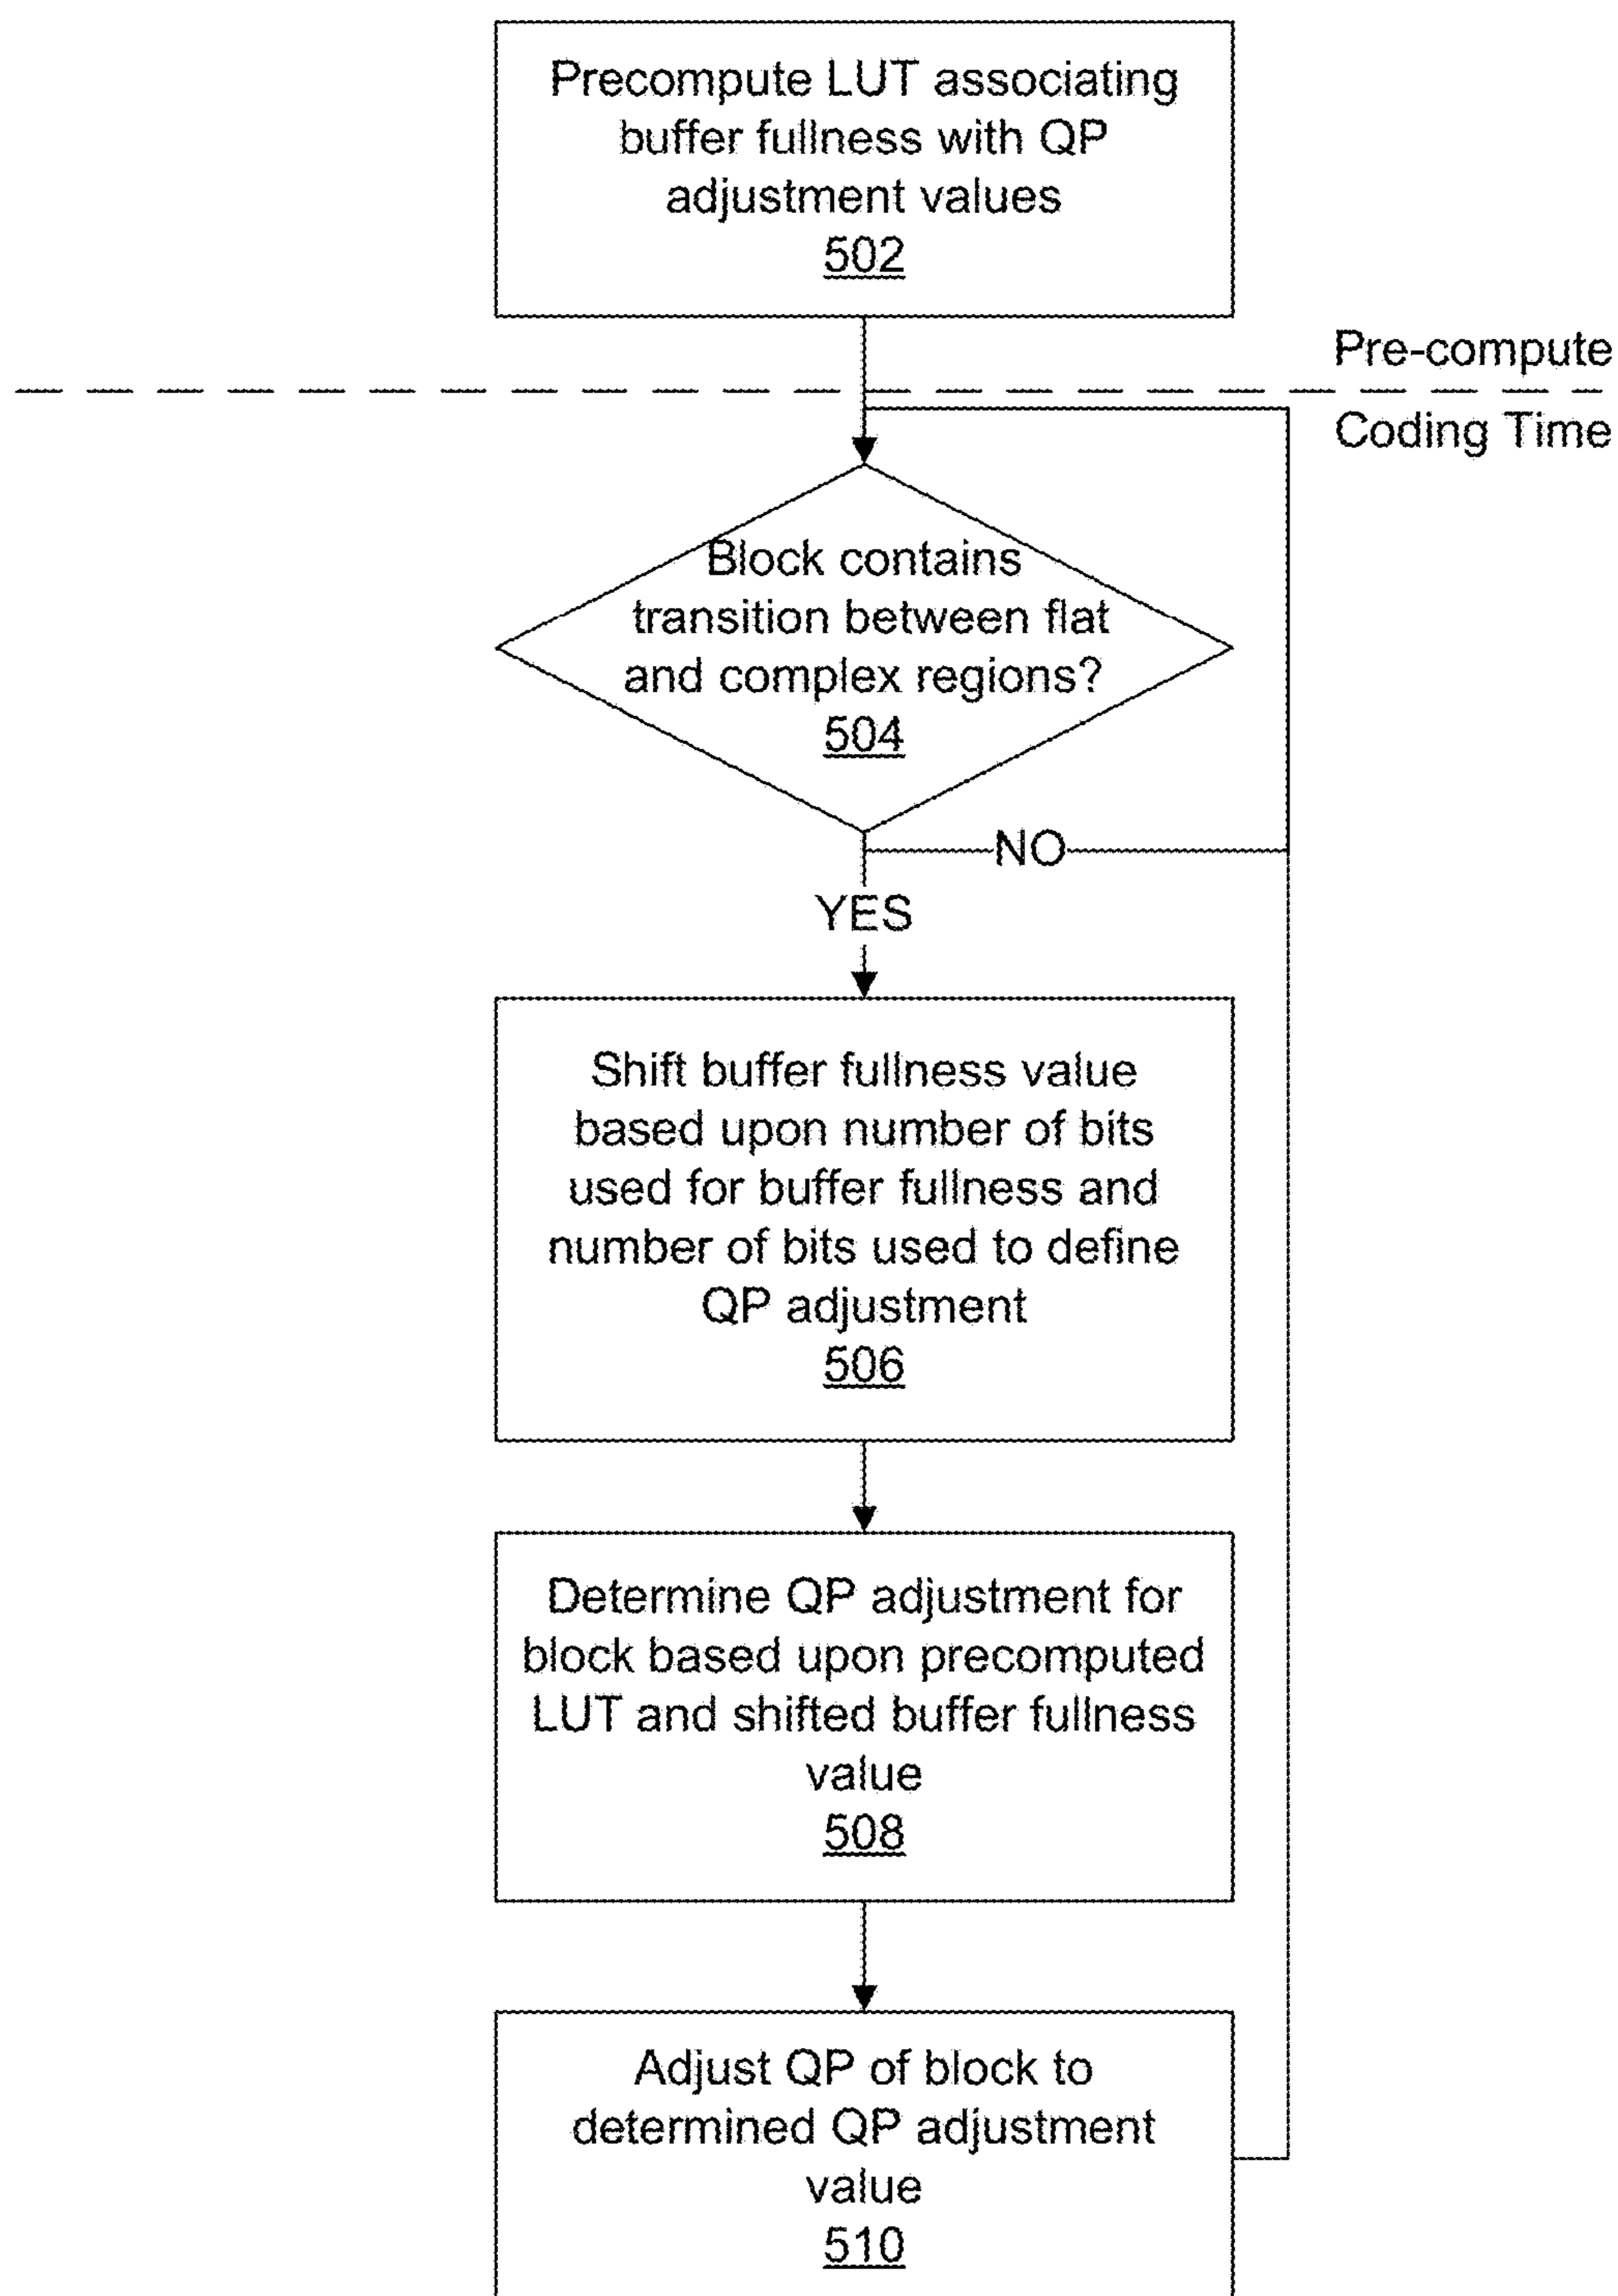 Precompute LUT associating
buffer fullness with QP
adjustment values
502
Pre-compute
Coding Time
Block contains
transition between flat
and complex regions?
504
NO
YES
Shift buffer fullness value
based upon number of bits
used for buffer fullness and
number of bits used to define
QP adjustment
506
Determine QP adjustment for
block based upon precomputed
LUT and shifted buffer fullness
value
508
Adjust QP of block to
determined QP adjustment
value
510